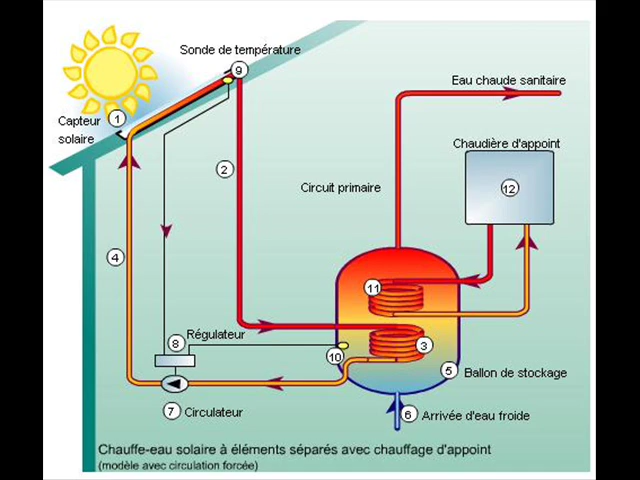 Sonde de température
9
Eau chaude sanitaire
Capteur
solaire
1
Chaudière d'appoint
2
Circuit primaire
12
4
11
8
Régulateur
10
3
5
Ballon de stockage
7
Circulateur
6
Arrivée d'eau froide
Chauffe-eau solaire à éléments séparés avec chauffage d'appoint
(modèle avec circulation forcée)